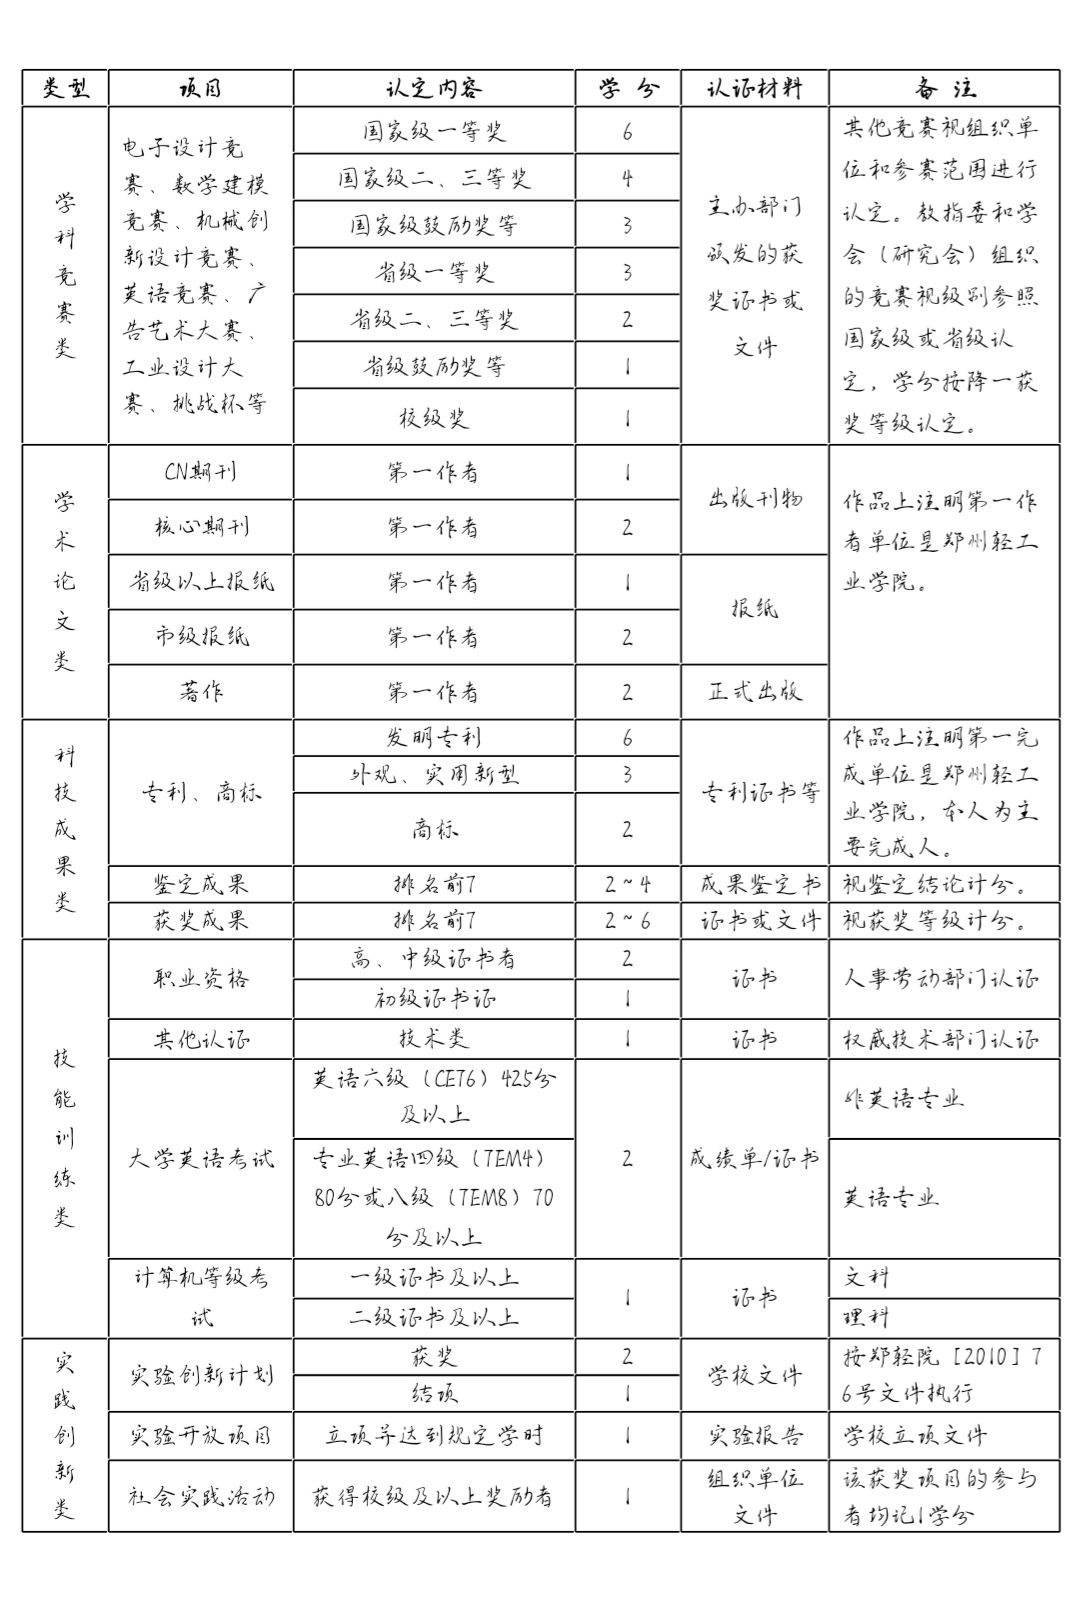 类型 项目 认定内容 学 分 认证材料 备 注
学
科
竞
赛
类
电子设计竞
赛、数学建模
竞赛、机械创
新设计竞赛、
英语竞赛、广
告艺术大赛、
工业设计大
赛、挑战杯等
国家级一等奖 6
国家级二、三等奖 4
国家级鼓励奖等 3
省级一等奖 3
省级二、三等奖 2
省级鼓励奖等 1
校级奖 1
主办部门
颁发的获
奖证书或
文件
其他竞赛视组织单
位和参赛范围进行
认定。教指委和学
会（研究会）组织
的竞赛视级别参照
国家级或省级认
定，学分按降一获
奖等级认定。
学
术
论
文
类
CN期刊 第一作者 1
核心期刊 第一作者 2
出版刊物
省级以上报纸 第一作者 1
市级报纸 第一作者 2
报纸
著作 第一作者 2 正式出版
作品上注明第一作
者单位是郑州轻工
业学院。
科
技
成
果
类
专利、商标
发明专利 6
外观、实用新型 3
商标 2
专利证书等
作品上注明第一完
成单位是郑州轻工
业学院，本人为主
要完成人。
鉴定成果 排名前7 2~4 成果鉴定书 视鉴定结论计分。
获奖成果 排名前7 2~6 证书或文件 视获奖等级计分。
技
能
训
练
类
职业资格
高、中级证书者 2
初级证书证 1
证书 人事劳动部门认证
其他认证 技术类 1 证书 权威技术部门认证
大学英语考试
英语六级（CET6）425分
及以上
专业英语四级（TEM4）
80分或八级（TEM8）70
分及以上
2
成绩单/证书
非英语专业
英语专业
计算机等级考
试
一级证书及以上
二级证书及以上
1
证书
文科
理科
实
践
创
新
类
实验创新计划
获奖 2
结项 1
学校文件
按郑轻院［2010］7
6号文件执行
实验开放项目 立项并达到规定学时 1 实验报告 学校立项文件
社会实践活动 获得校级及以上奖励者 1
组织单位
文件
该获奖项目的参与
者均记1学分